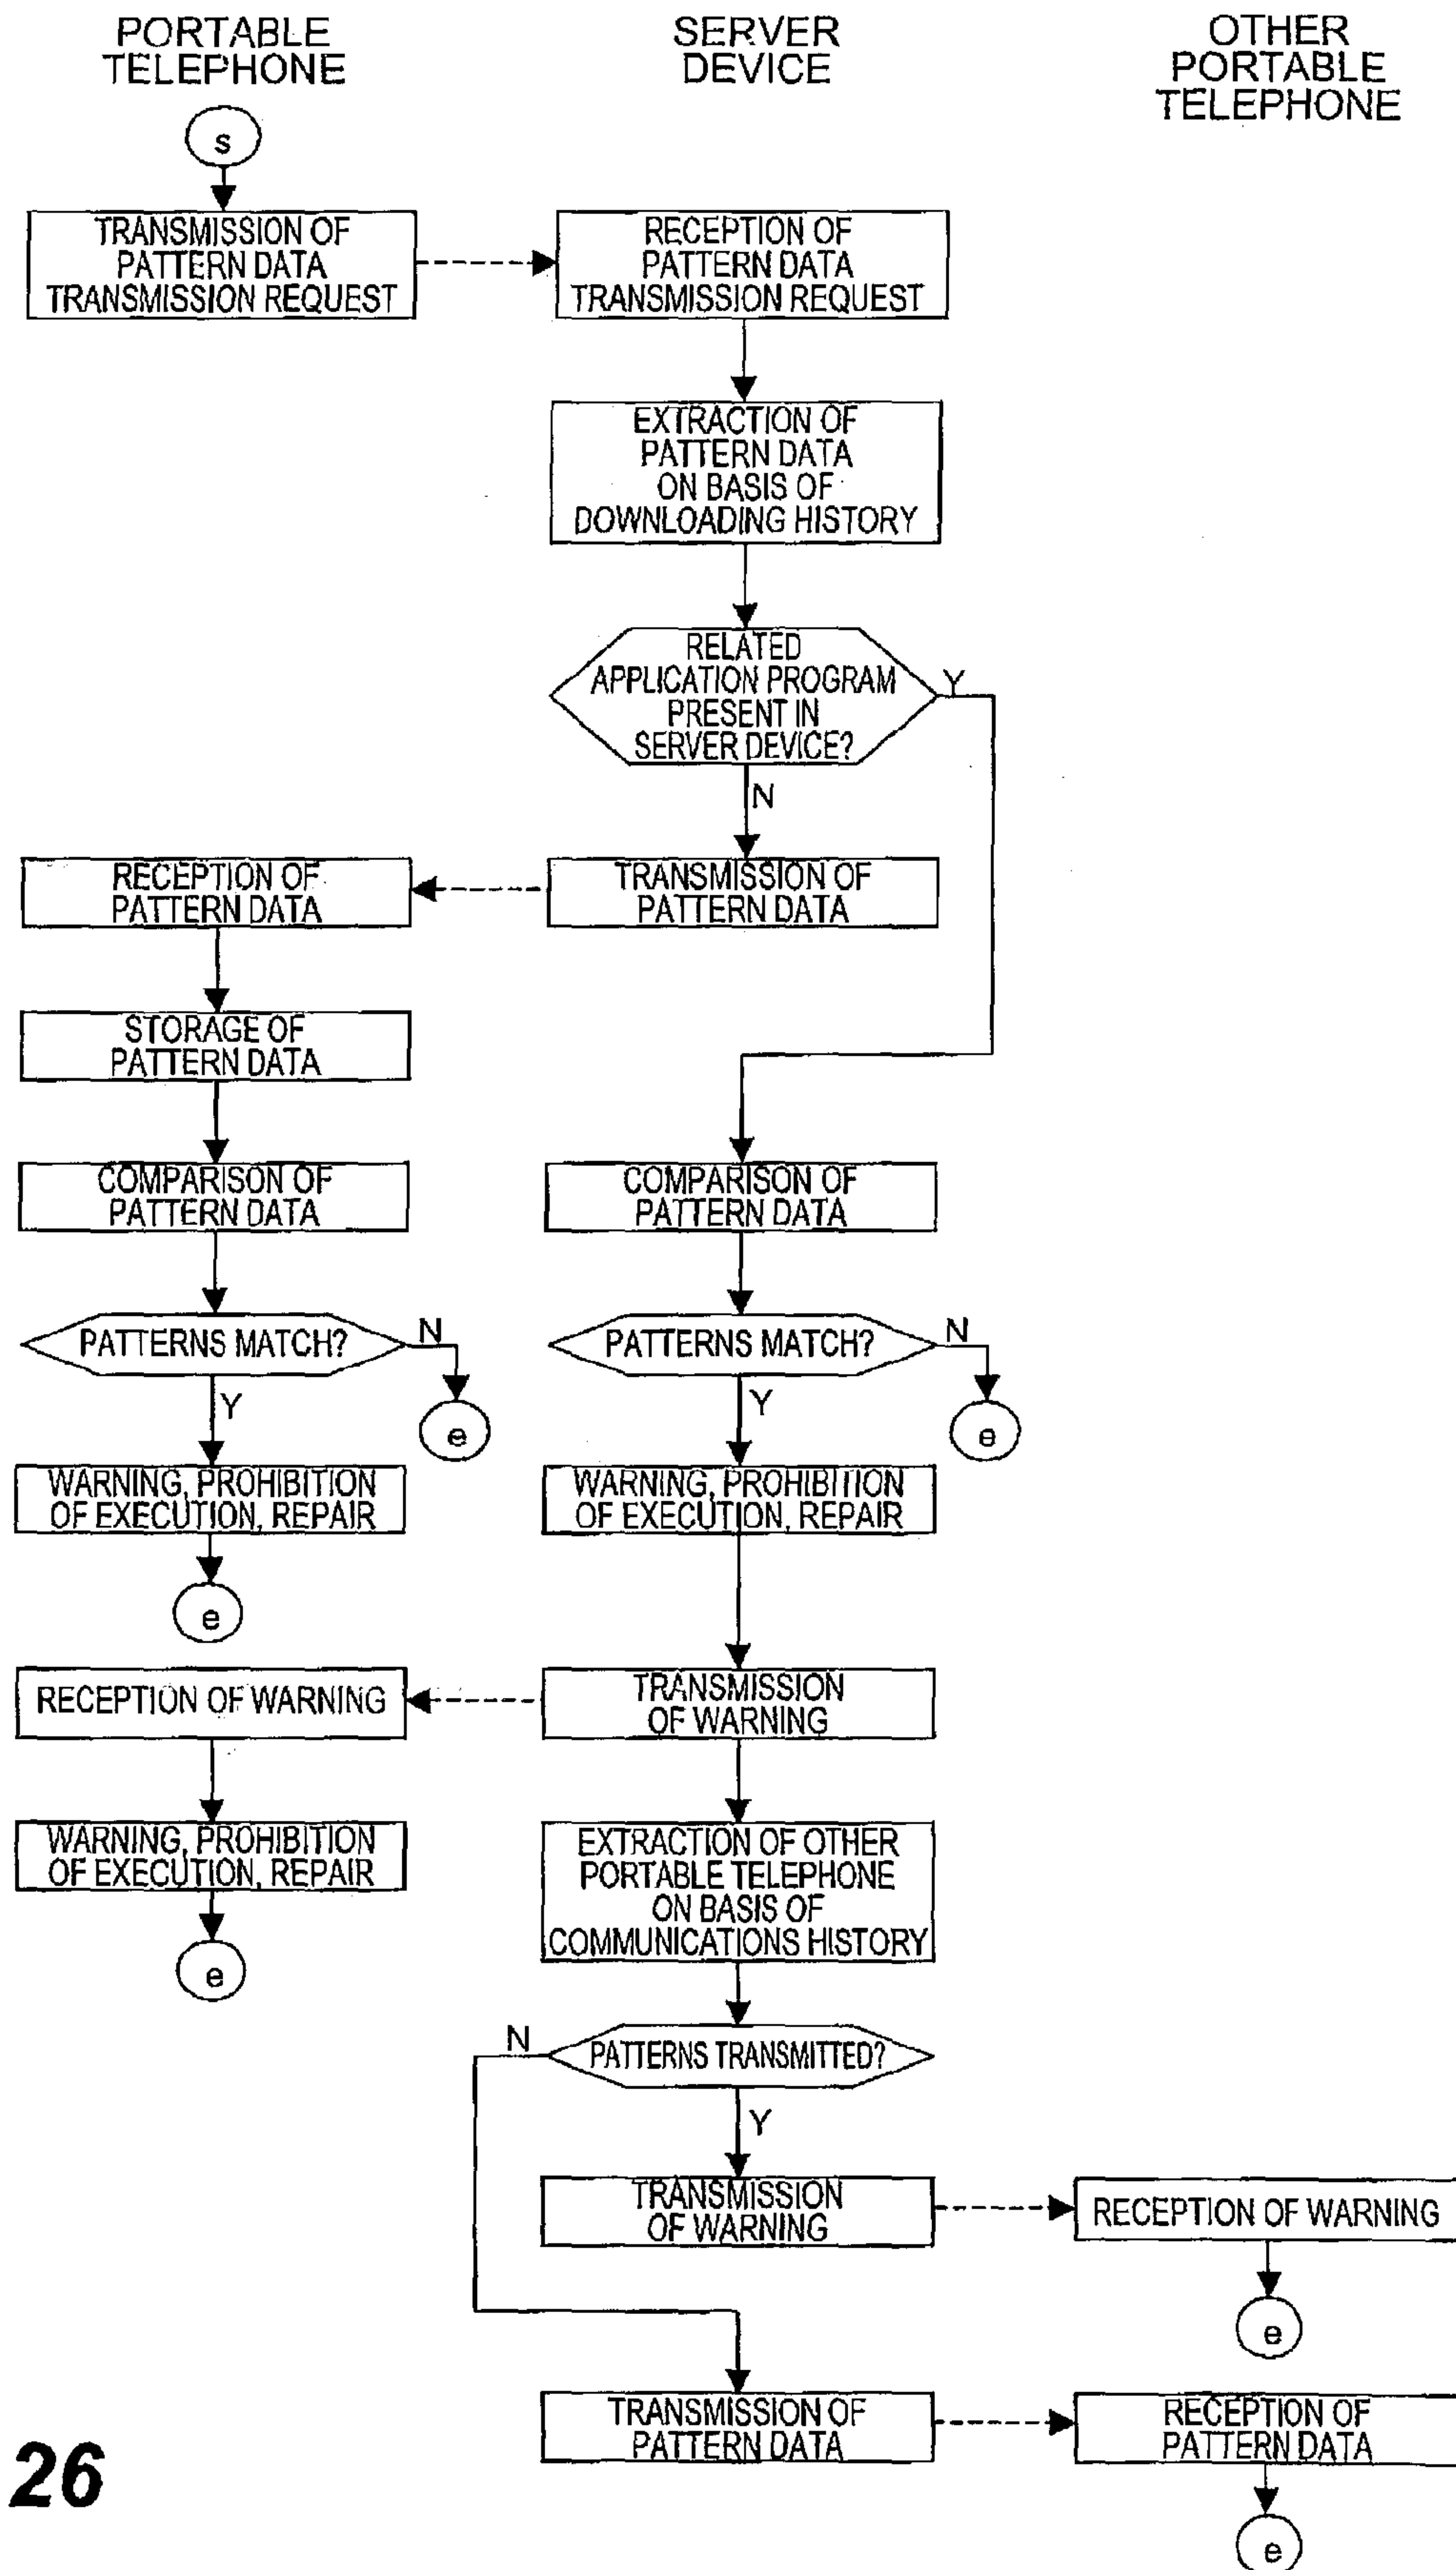 PORTABLE
TELEPHONE
SERVER
DEVICE
OTHER
PORTABLE
TELEPHONE
s
TRANSMISSION OF
PATTERN DATA
TRANSMISSION REQUEST
RECEPTION OF
PATTERN DATA
TRANSMISSION REQUEST
EXTRACTION OF
PATTERN DATA
ON BASIS OF
DOWNLOADING HISTORY
RELATED
APPLICATION PROGRAM
PRESENT IN
SERVER DEVICE?
Y
N
RECEPTION OF
PATTERN DATA
TRANSMISSION OF
PATTERN DATA
STORAGE OF
PATTERN DATA
COMPARISON OF
PATTERN DATA
COMPARISON OF
PATTERN DATA
PATTERNS MATCH?
N
PATTERNS MATCH?
N
Y
e
Y
e
WARNING, PROHIBITION
OF EXECUTION, REPAIR
WARNING, PROHIBITION
OF EXECUTION, REPAIR
e
RECEPTION OF WARNING
TRANSMISSION
OF WARNING
WARNING, PROHIBITION
OF EXECUTION, REPAIR
EXTRACTION OF OTHER
PORTABLE TELEPHONE
ON BASIS OF
COMMUNICATIONS HISTORY
e
N
PATTERNS TRANSMITTED?
Y
TRANSMISSION
OF WARNING
RECEPTION OF WARNING
e
TRANSMISSION OF
PATTERN DATA
RECEPTION OF
PATTERN DATA
26
e